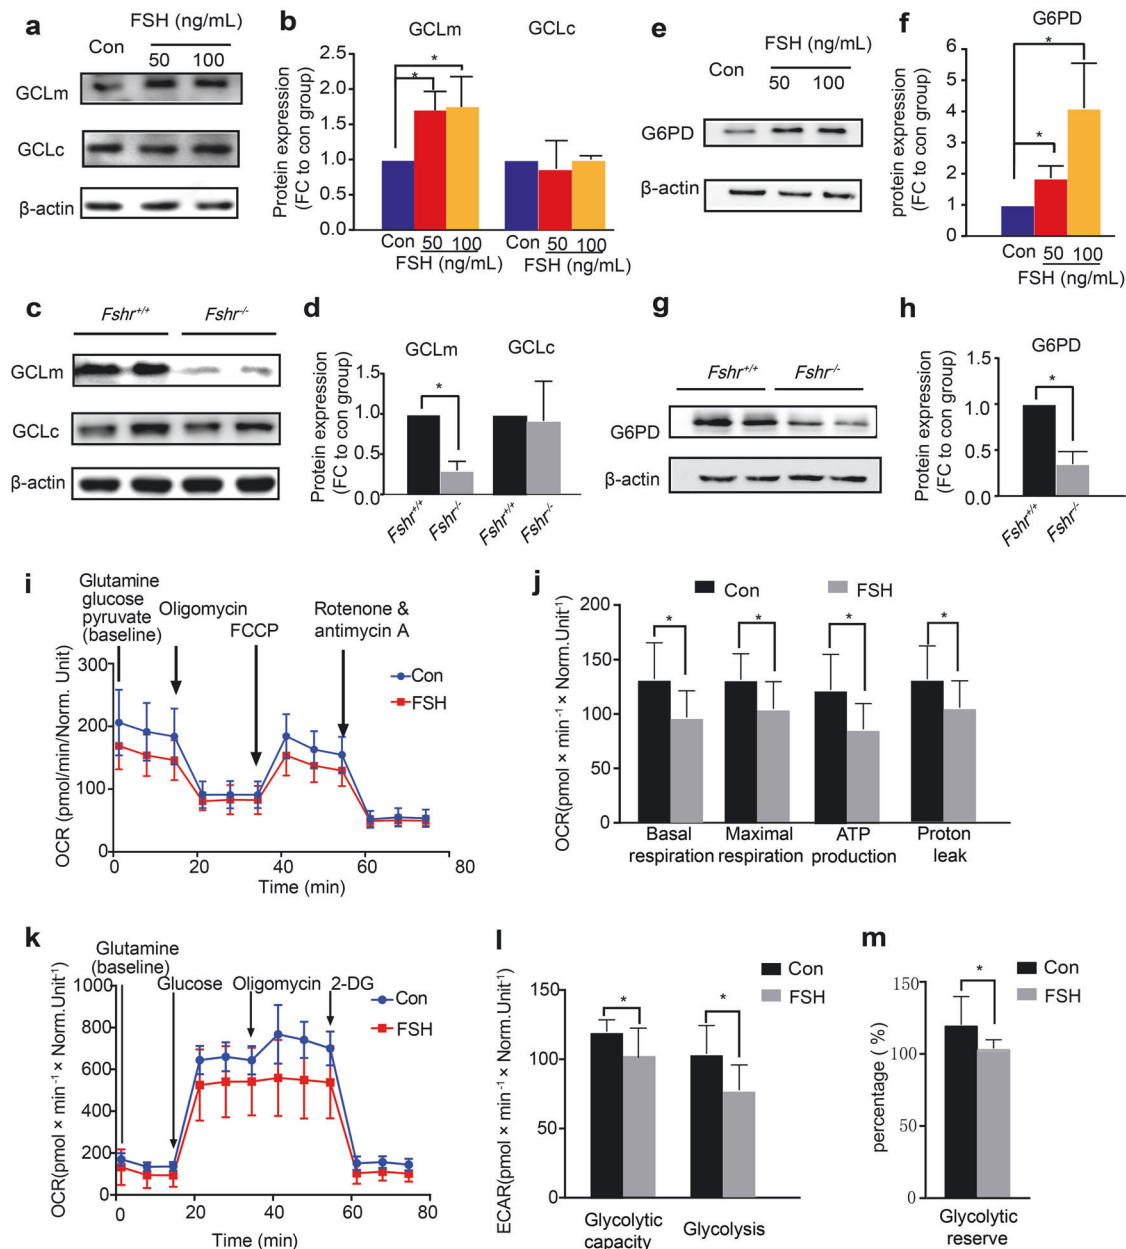 a
FSH (ng/mL)
Con
50
100
GCLm
GCLc
β-actin
b
GCLm
GCLc
Protein expression
(FC to con group)
2.5
2.0
1.5
1.0
0.5
0.0
*
*
Con
50
100
Con
50
100
FSH (ng/mL)
FSH (ng/mL)
e
FSH (ng/mL)
Con
50
100
G6PD
β-actin
f
G6PD
protein expression
(FC to con group)
6
5
4
3
2
1
0
*
*
Con
50
100
FSH (ng/mL)
c
Fshr+/+
Fshr-/-
GCLm
GCLc
β-actin
d
GCLm
GCLc
Protein expression
(FC to con group)
1.5
1.0
0.5
0.0
*
Fshr+/+
Fshr-/-
Fshr+/+
Fshr-/-
g
Fshr+/+
Fshr-/-
G6PD
β-actin
h
G6PD
Protein expression
(FC to con group)
1.5
1.0
0.5
0.0
*
Fshr+/+
Fshr-/-
i
Glutamine
glucose
pyruvate
(baseline)
Oligomycin
FCCP
Rotenone &
antimycin A
Con
FSH
OCR (pmol/min/Norm. Unit)
300
200
100
0
0
20
40
60
80
Time (min)
j
Con
FSH
OCR(pmol × min⁻¹ × Norm.Unit⁻¹)
200
150
100
50
0
*
*
*
*
Basal
respiration
Maximal
respiration
ATP
production
Proton
leak
k
Glutamine
(baseline)
Glucose
Oligomycin
2-DG
Con
FSH
OCR(pmol × min⁻¹ × Norm.Unit⁻¹)
1000
800
600
400
200
0
0
20
40
60
80
Time (min)
l
Con
FSH
ECAR(pmol × min⁻¹ × Norm.Unit⁻¹)
150
100
50
0
*
*
Glycolytic
capacity
Glycolysis
m
Con
FSH
percentage ( %)
150
100
50
0
*
Glycolytic
reserve